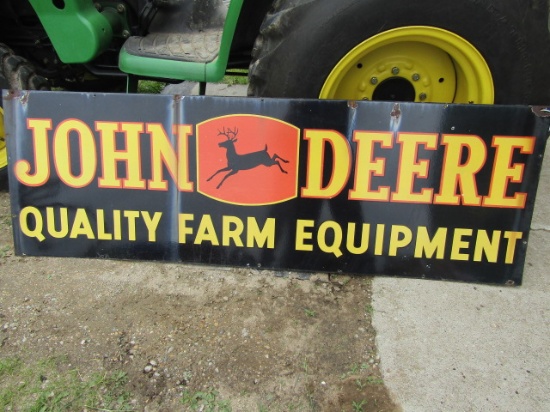 JOHN DEERE
QUALITY FARM EQUIPMENT